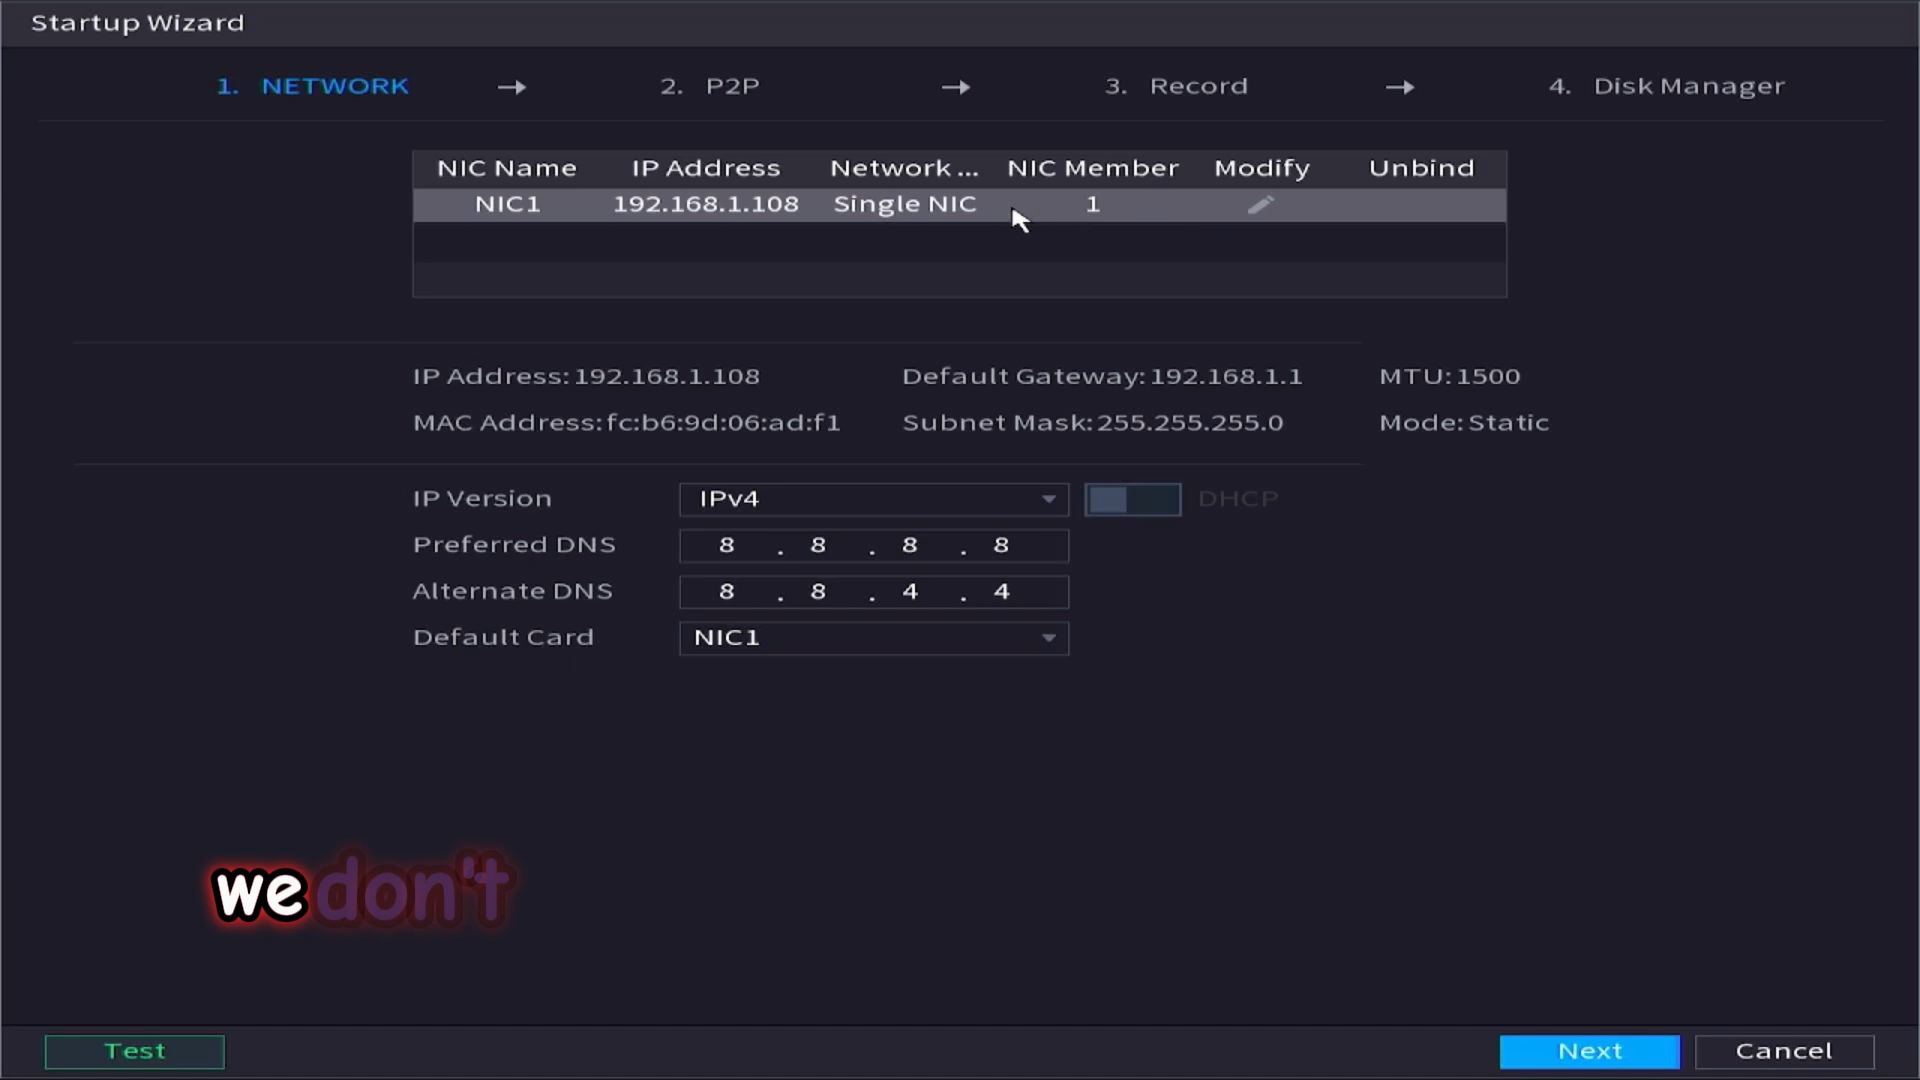 Startup Wizard
1. NETWORK → 2. P2P → 3. Record → 4. Disk Manager
NIC Name IP Address Network ... NIC Member Modify Unbind
NIC1 192.168.1.108 Single NIC 1
IP Address:192.168.1.108 Default Gateway:192.168.1.1 MTU:1500
MAC Address:fc:b6:9d:06:ad:f1 Subnet Mask:255.255.255.0 Mode:Static
IP Version IPv4 DHCP
Preferred DNS 8 . 8 . 8 . 8
Alternate DNS 8 . 8 . 4 . 4
Default Card NIC1
we don't
Test Next Cancel